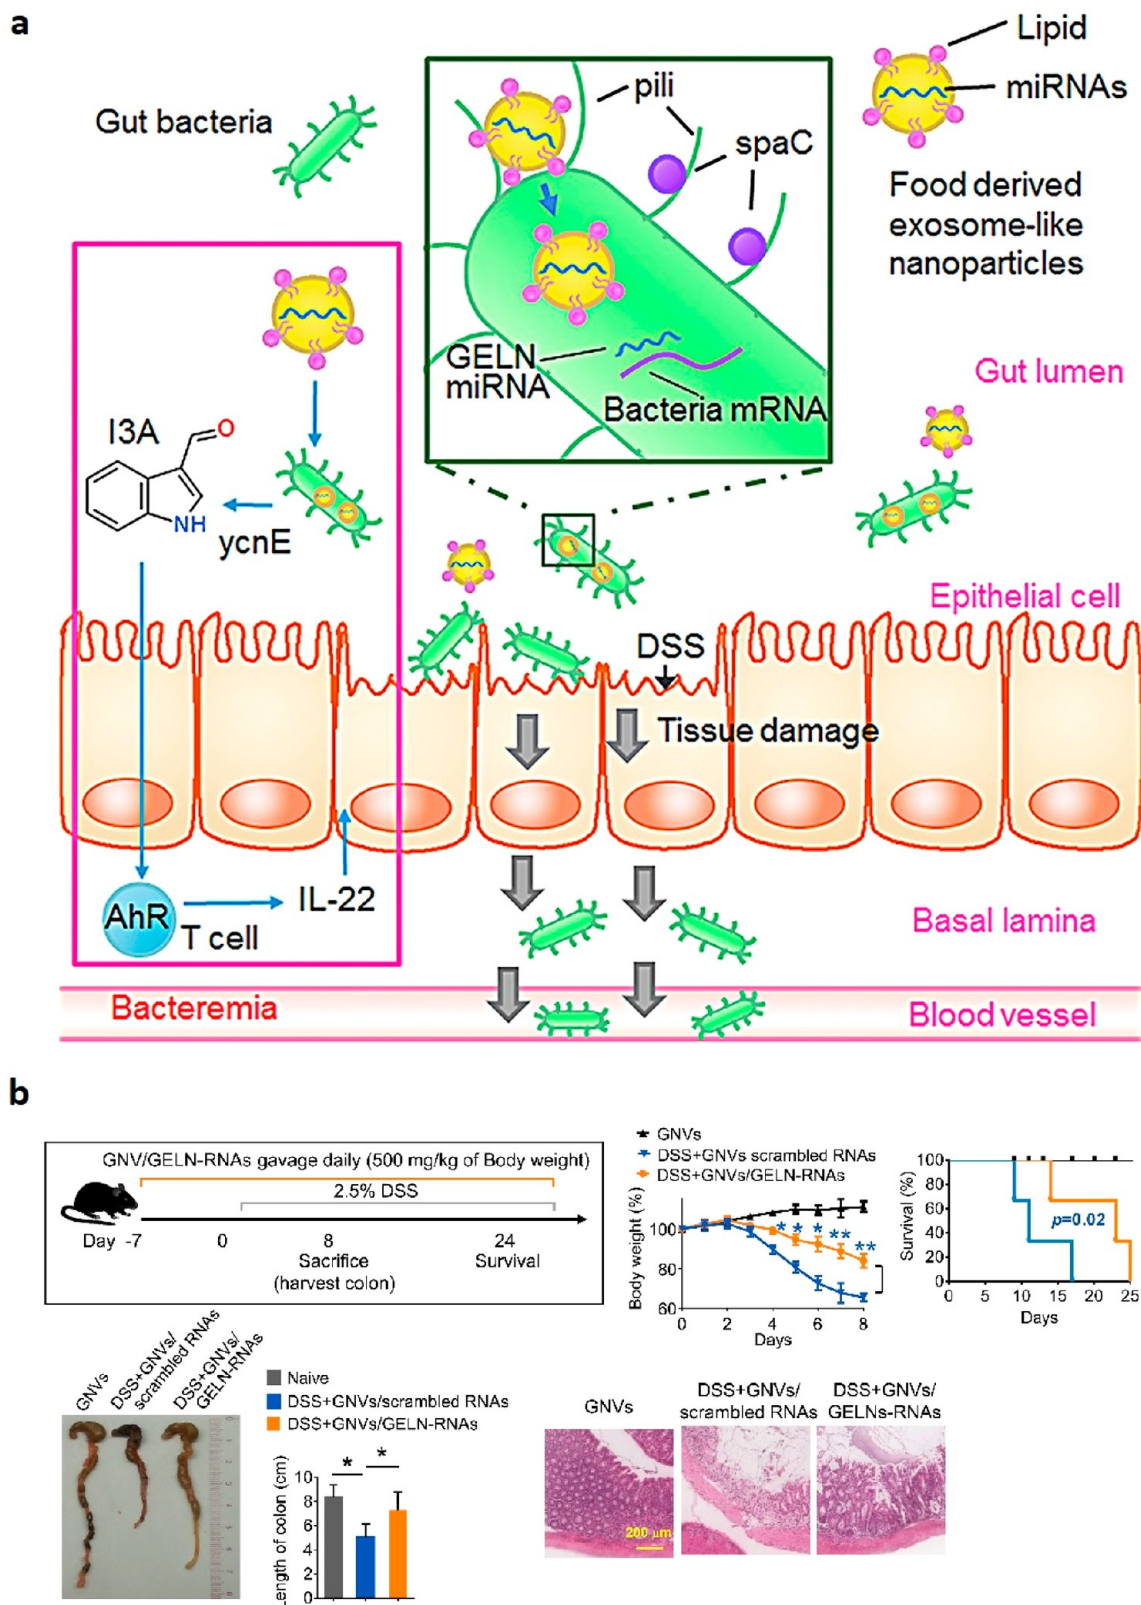 a
Lipid
miRNAs
Food derived
exosome-like
nanoparticles
Gut bacteria
pili
spaC
GELN
miRNA
Bacteria mRNA
Gut lumen
I3A
O
NH
ycnE
Epithelial cell
DSS
Tissue damage
AhR
T cell
IL-22
Basal lamina
Bacteremia
Blood vessel
b
GNV/GELN-RNAs gavage daily (500 mg/kg of Body weight)
2.5% DSS
Day -7 0 8 24
Sacrifice
(harvest colon)
Survival
GNVs
DSS+GNVs scrambled RNAs
DSS+GNVs/GELN-RNAs
Body weight (%)
100
80
60
* * * ** **
0 2 4 6 8
Days
Survival (%)
100
80
60
40
20
0
p=0.02
0 5 10 15 20 25
Days
GNVs
DSS+GNVs/
scrambled RNAs
DSS+GNVs/
GELN-RNAs
Naive
DSS+GNVs/scrambled RNAs
DSS+GNVs/GELN-RNAs
Length of colon (cm)
10
8
6
4
2
0
* *
GNVs
DSS+GNVs/
scrambled RNAs
DSS+GNVs/
GELNs-RNAs
200 µm